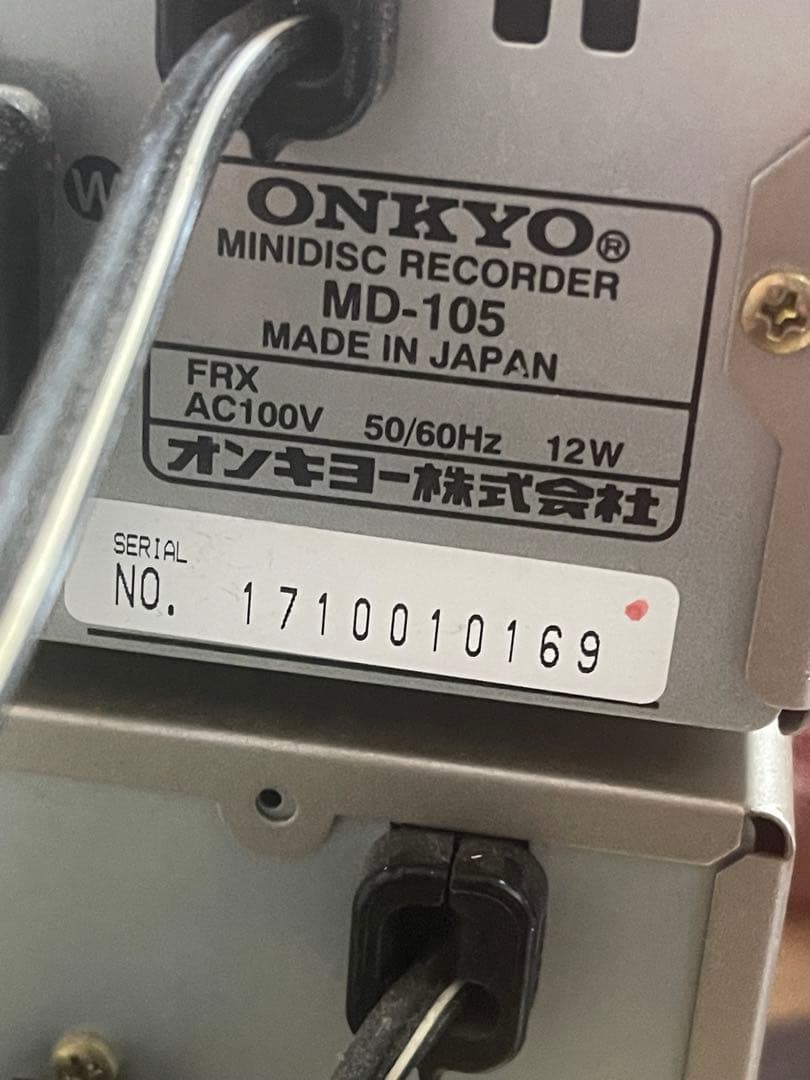 W
ONKYO®
MINIDISC RECORDER
MD-105
MADE IN JAPAN
FRX
AC100V 50/60Hz 12W
オンキヨー株式会社
SERIAL
NO. 1710010169